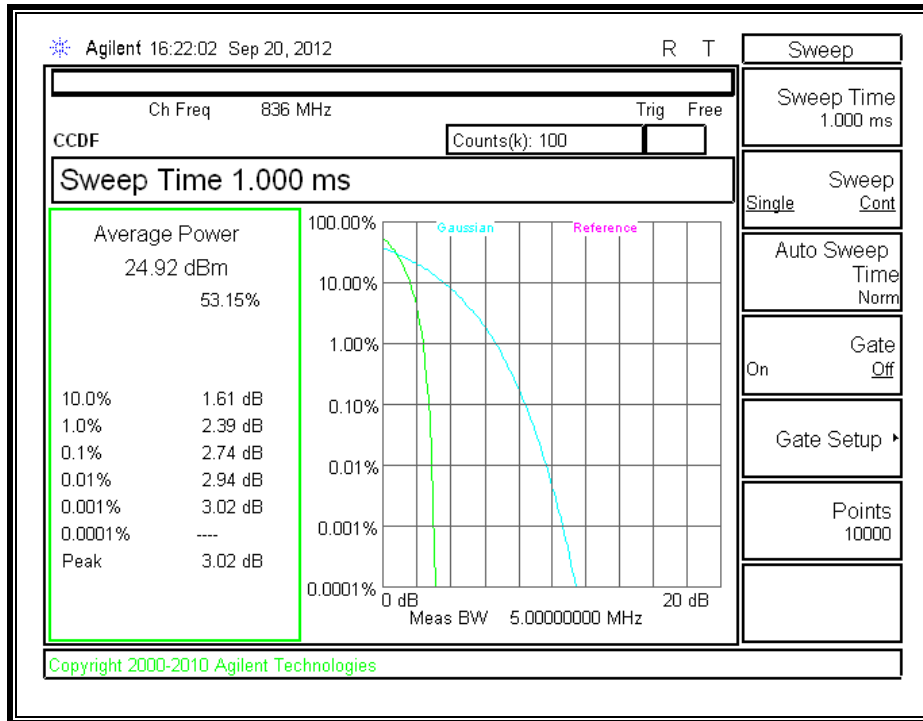 Agilent 16:22:02 Sep 20, 2012 R T
Ch Freq 836 MHz Trig Free
CCDF Counts(k): 100
Sweep Time 1.000 ms
Average Power
24.92 dBm
53.15%
10.0% 1.61 dB
1.0% 2.39 dB
0.1% 2.74 dB
0.01% 2.94 dB
0.001% 3.02 dB
0.0001% ----
Peak 3.02 dB
Gaussian Reference
100.00%
10.00%
1.00%
0.10%
0.01%
0.001%
0.0001%
0 dB 20 dB
Meas BW 5.00000000 MHz
Sweep
Sweep Time
1.000 ms
Sweep
Single Cont
Auto Sweep
Time
Norm
Gate
On Off
Gate Setup
Points
10000
Copyright 2000-2010 Agilent Technologies